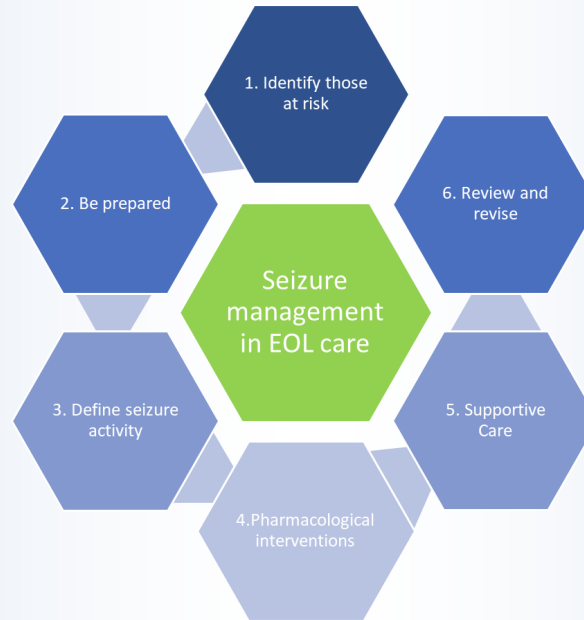 1. Identify those
at risk
2. Be prepared
3. Define seizure
activity
4.Pharmacological
interventions
5. Supportive
Care
6. Review and
revise
Seizure
management
in EOL care